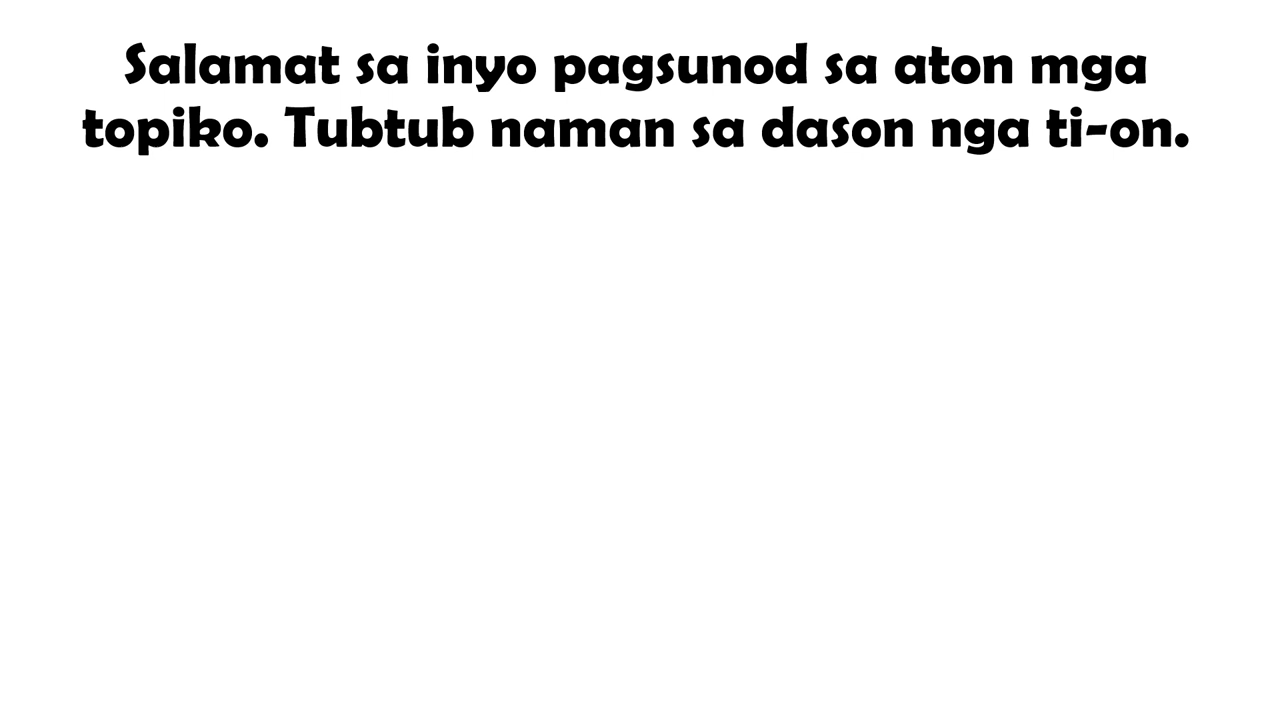 Salamat sa inyo pagsunod sa aton mga
topiko. Tubtub naman sa dason nga ti-on.